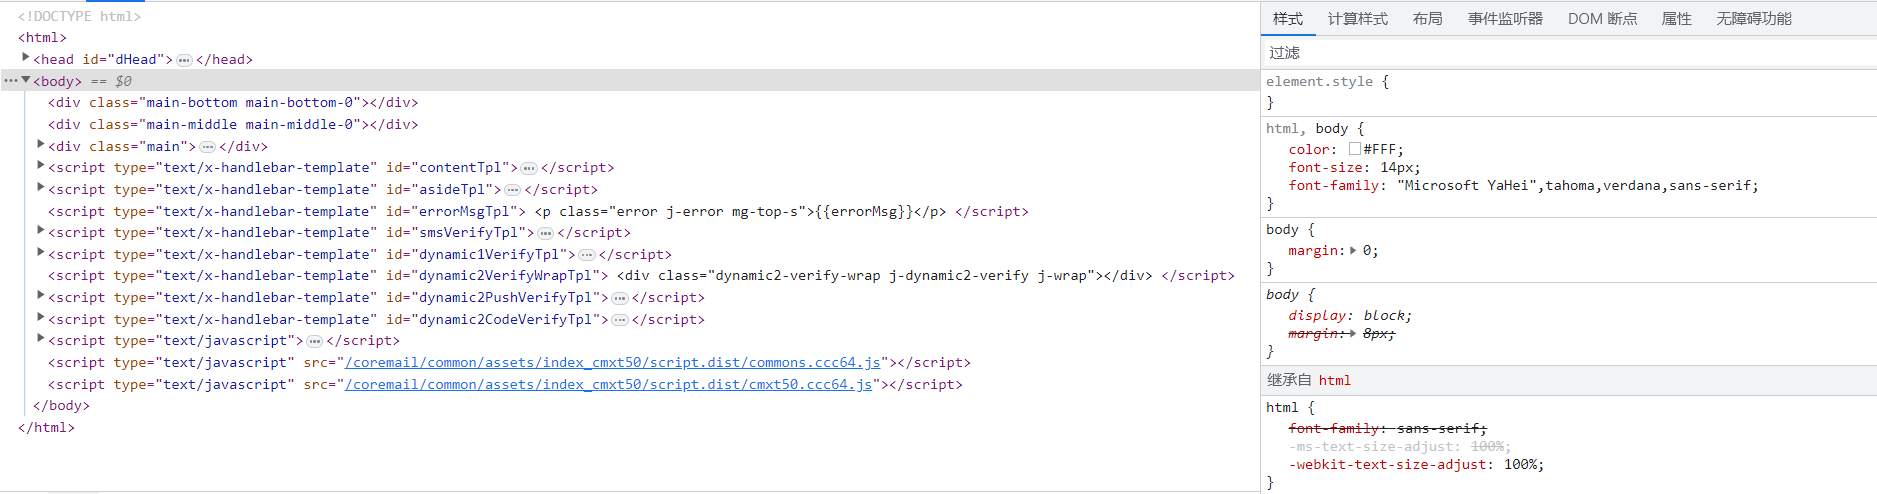 <!DOCTYPE html>
<html>
<head id="dHead">…</head>
…<body> == $0
<div class="main-bottom main-bottom-0"></div>
<div class="main-middle main-middle-0"></div>
<div class="main">…</div>
<script type="text/x-handlebar-template" id="contentTpl">…</script>
<script type="text/x-handlebar-template" id="asideTpl">…</script>
<script type="text/x-handlebar-template" id="errorMsgTpl"> <p class="error j-error mg-top-s">{{errorMsg}}</p> </script>
<script type="text/x-handlebar-template" id="smsVerifyTpl">…</script>
<script type="text/x-handlebar-template" id="dynamic1VerifyTpl">…</script>
<script type="text/x-handlebar-template" id="dynamic2VerifyWrapTpl"> <div class="dynamic2-verify-wrap j-dynamic2-verify j-wrap"></div> </script>
<script type="text/x-handlebar-template" id="dynamic2PushVerifyTpl">…</script>
<script type="text/x-handlebar-template" id="dynamic2CodeVerifyTpl">…</script>
<script type="text/javascript">…</script>
<script type="text/javascript" src="/coremail/common/assets/index_cmxt50/script.dist/commons.ccc64.js"></script>
<script type="text/javascript" src="/coremail/common/assets/index_cmxt50/script.dist/cmxt50.ccc64.js"></script>
</body>
</html>
样式 计算样式 布局 事件监听器 DOM 断点 属性 无障碍功能
过滤
element.style {
}
html, body {
color: #FFF;
font-size: 14px;
font-family: "Microsoft YaHei",tahoma,verdana,sans-serif;
}
body {
margin: 0;
}
body {
display: block;
margin: 8px;
}
继承自 html
html {
font-family: sans-serif;
-ms-text-size-adjust: 100%;
-webkit-text-size-adjust: 100%;
}